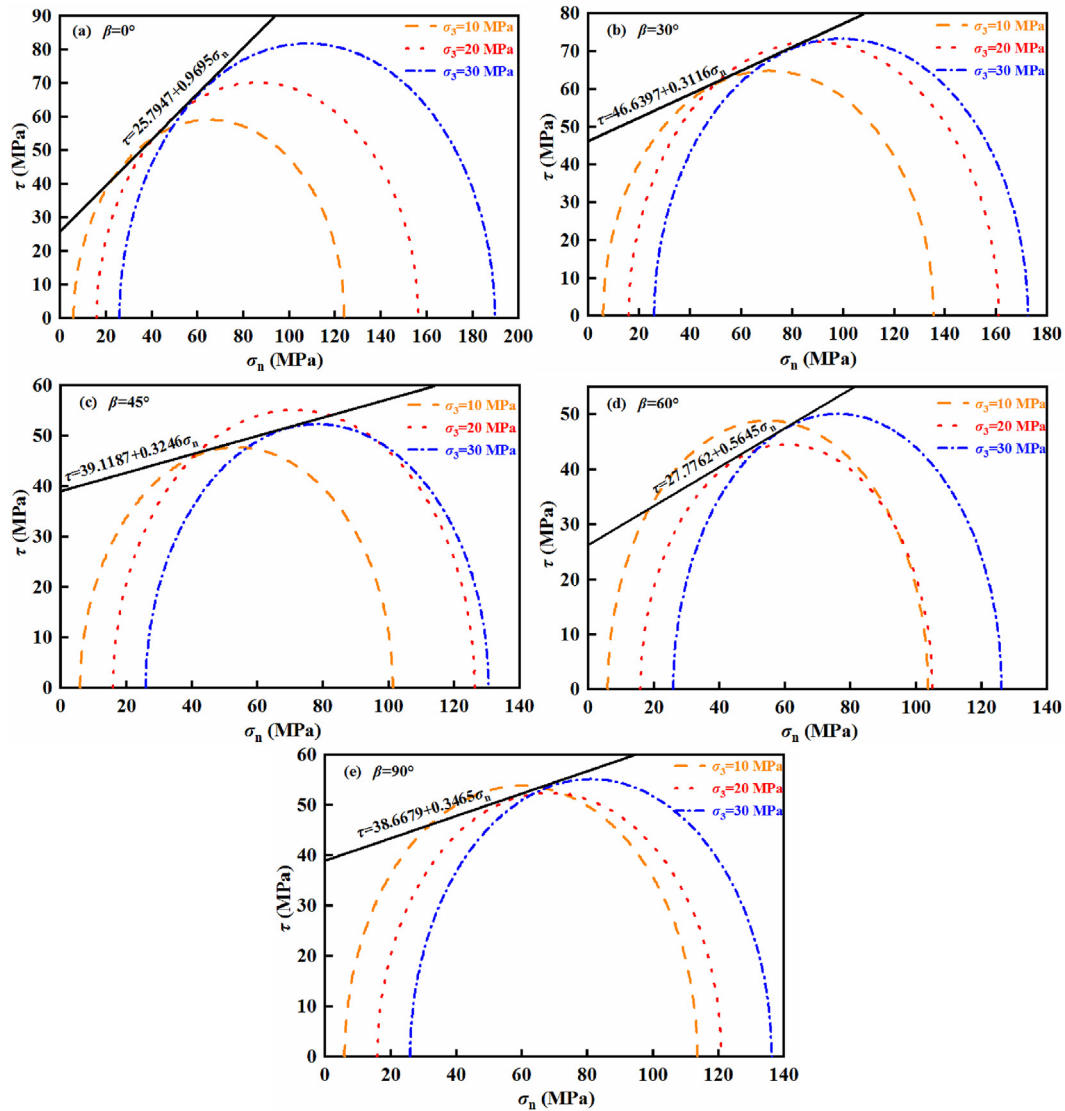 (a) β=0°
σ3=10 MPa
σ3=20 MPa
σ3=30 MPa
τ=25.7947+0.9695σn
90
80
70
60
50
40
30
20
10
0
τ (MPa)
0 20 40 60 80 100 120 140 160 180 200
σn (MPa)
(b) β=30°
σ3=10 MPa
σ3=20 MPa
σ3=30 MPa
τ=46.6397+0.3116σn
80
70
60
50
40
30
20
10
0
τ (MPa)
0 20 40 60 80 100 120 140 160 180
σn (MPa)
(c) β=45°
σ3=10 MPa
σ3=20 MPa
σ3=30 MPa
τ=39.1187+0.3246σn
60
50
40
30
20
10
0
τ (MPa)
0 20 40 60 80 100 120 140
σn (MPa)
(d) β=60°
σ3=10 MPa
σ3=20 MPa
σ3=30 MPa
τ=27.7762+0.5645σn
50
40
30
20
10
0
τ (MPa)
0 20 40 60 80 100 120 140
σn (MPa)
(e) β=90°
σ3=10 MPa
σ3=20 MPa
σ3=30 MPa
τ=38.6679+0.3465σn
60
50
40
30
20
10
0
τ (MPa)
0 20 40 60 80 100 120 140
σn (MPa)